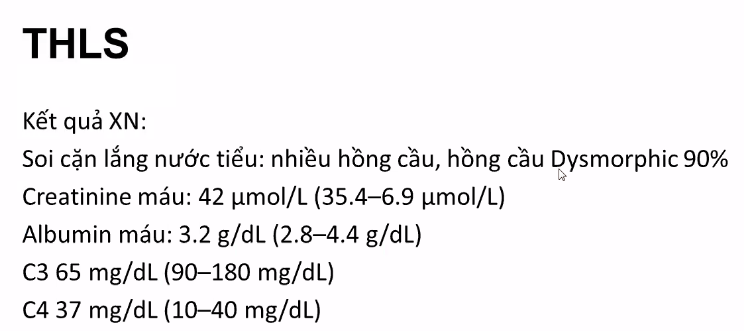 THLS
Kết quả XN:
Soi cặn lắng nước tiểu: nhiều hồng cầu, hồng cầu Dysmorphic 90%
Creatinine máu: 42 µmol/L (35.4–6.9 µmol/L)
Albumin máu: 3.2 g/dL (2.8–4.4 g/dL)
C3 65 mg/dL (90–180 mg/dL)
C4 37 mg/dL (10–40 mg/dL)